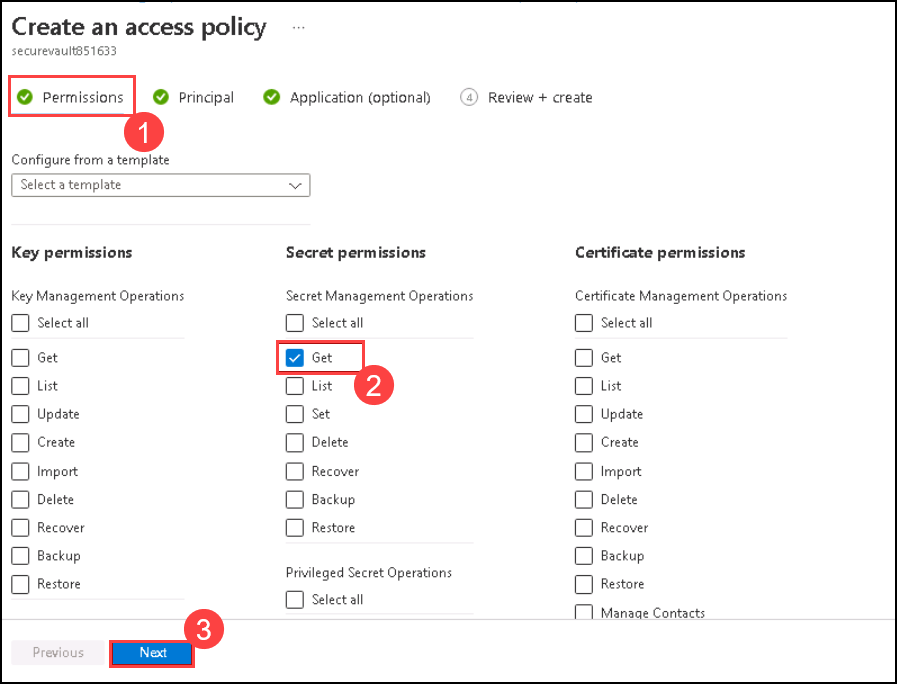 Create an access policy ...
securevault851633
Permissions Principal Application (optional) 4 Review + create
1
Configure from a template
Select a template
Key permissions
Key Management Operations
Select all
Get
List
Update
Create
Import
Delete
Recover
Backup
Restore
Secret permissions
Secret Management Operations
Select all
Get
2
List
Set
Delete
Recover
Backup
Restore
Privileged Secret Operations
Select all
Certificate permissions
Certificate Management Operations
Select all
Get
List
Update
Create
Import
Delete
Recover
Backup
Restore
Manage Contacts
3
Previous Next